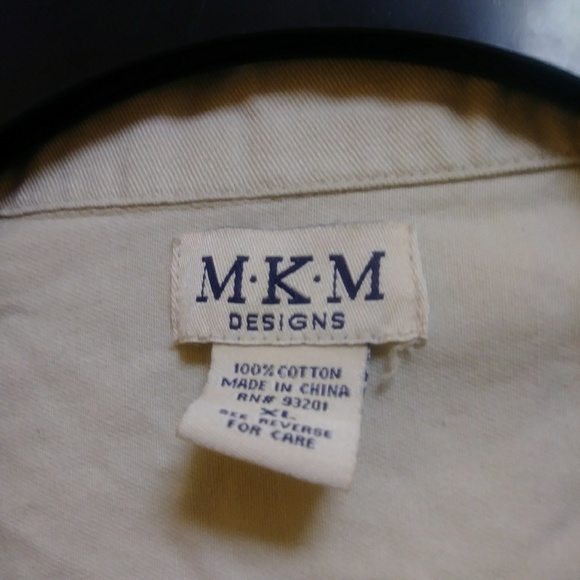 M·K·M
DESIGNS
100% COTTON
MADE IN CHINA
RN# 93201
XL
SEE REVERSE
FOR CARE